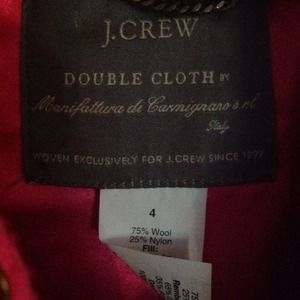 J.CREW
DOUBLE CLOTH BY
Manifattura di Carmignano s.r.l
Italy
WOVEN EXCLUSIVELY FOR J.CREW SINCE
4
75% Wool
25% Nylon
Fill: